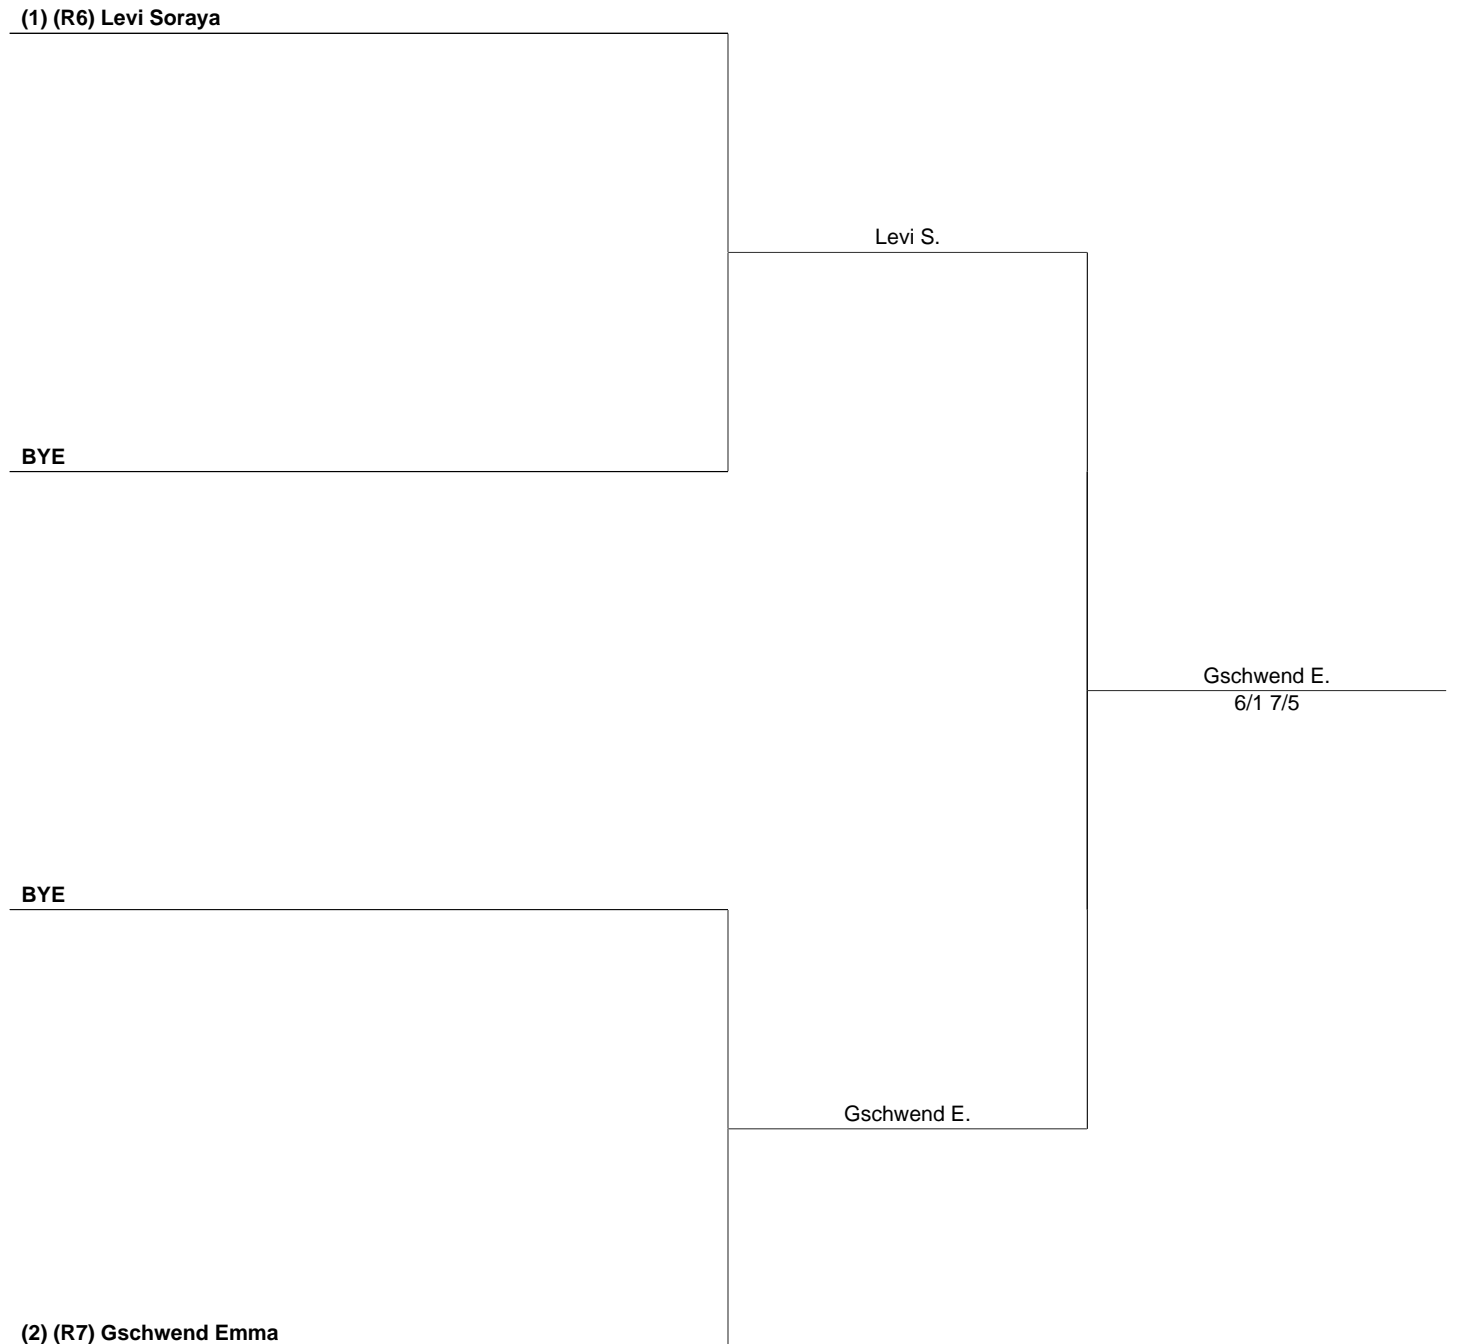 (1) (R6) Levi Soraya
Levi S.
BYE
Gschwend E.
6/1 7/5
BYE
Gschwend E.
(2) (R7) Gschwend Emma